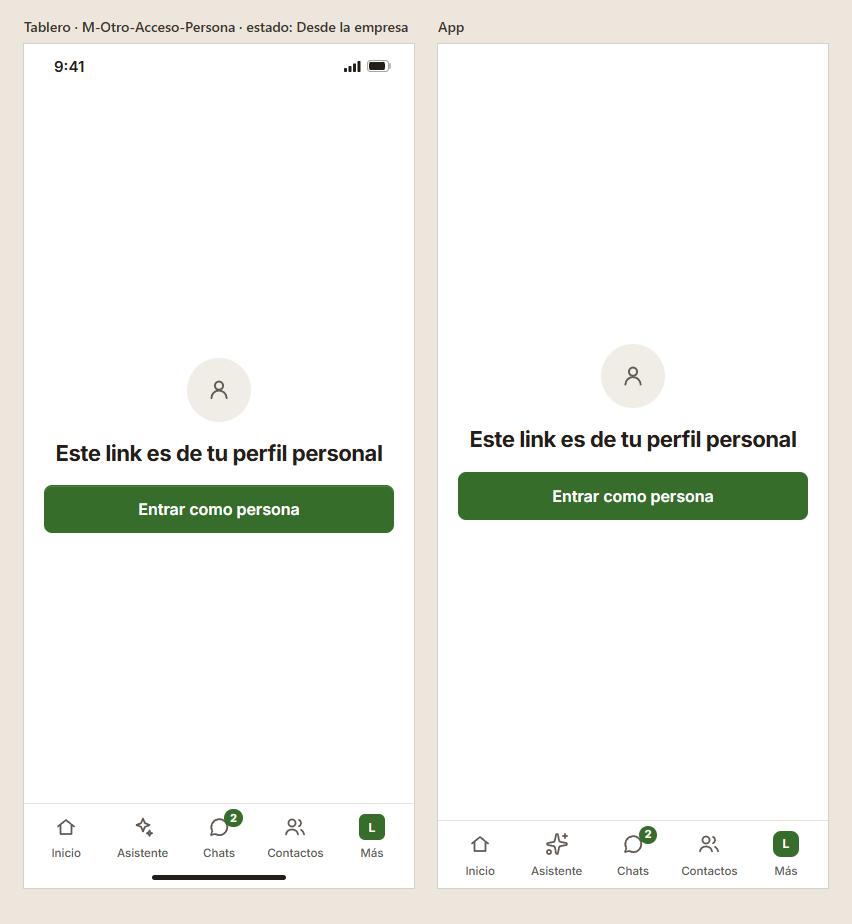 Tablero · M-Otro-Acceso-Persona · estado: Desde la empresa
9:41
Este link es de tu perfil personal
Entrar como persona
2
L
Inicio
Asistente
Chats
Contactos
Más
App
Este link es de tu perfil personal
Entrar como persona
2
L
Inicio
Asistente
Chats
Contactos
Más